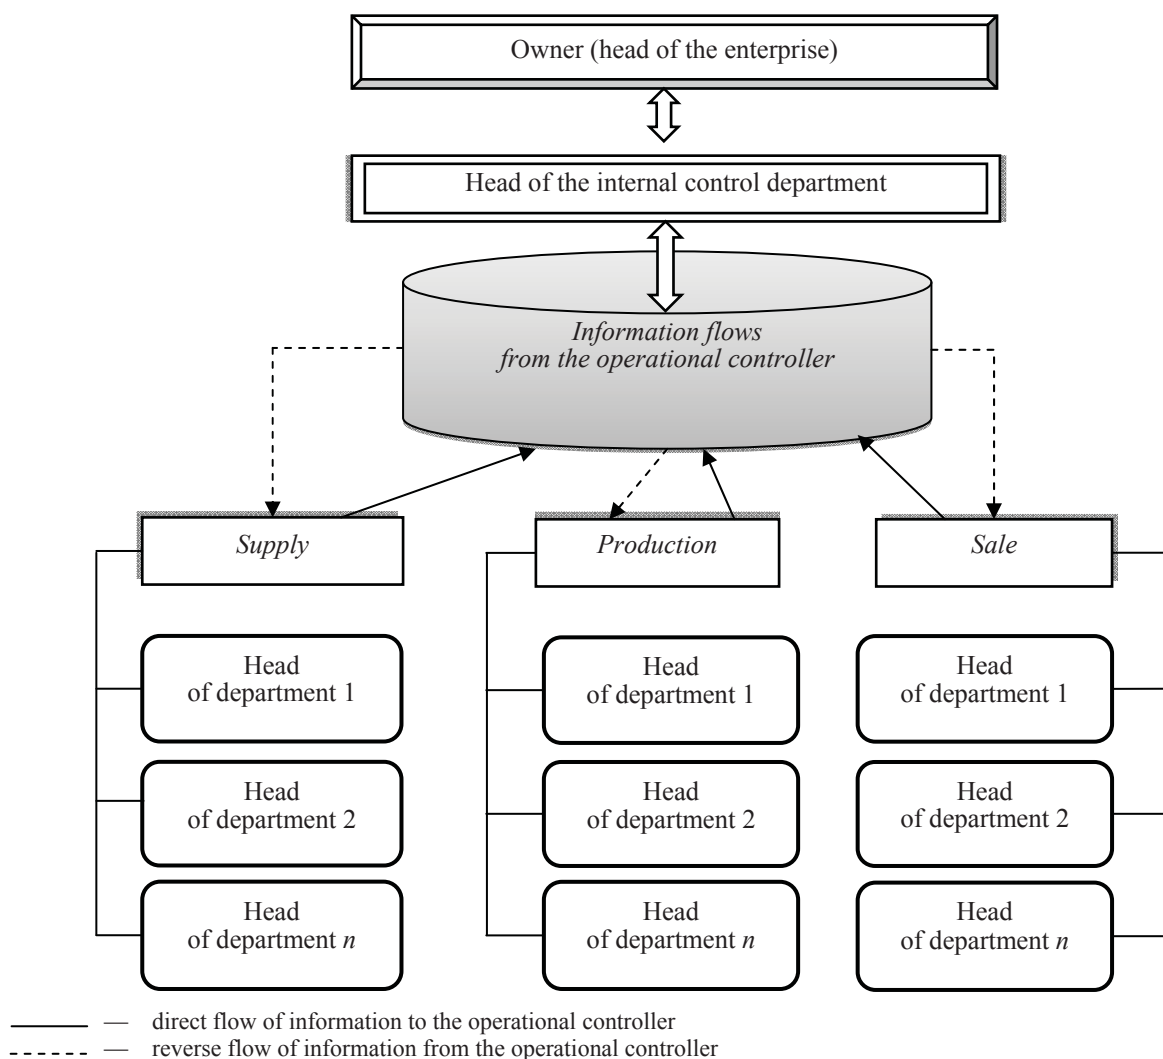 Owner (head of the enterprise)
Head of the internal control department
Information flows
from the operational controller
Supply
Production
Sale
Head
of department 1
Head
of department 1
Head
of department 1
Head
of department 2
Head
of department 2
Head
of department 2
Head
of department n
Head
of department n
Head
of department n
— direct flow of information to the operational controller
— reverse flow of information from the operational controller